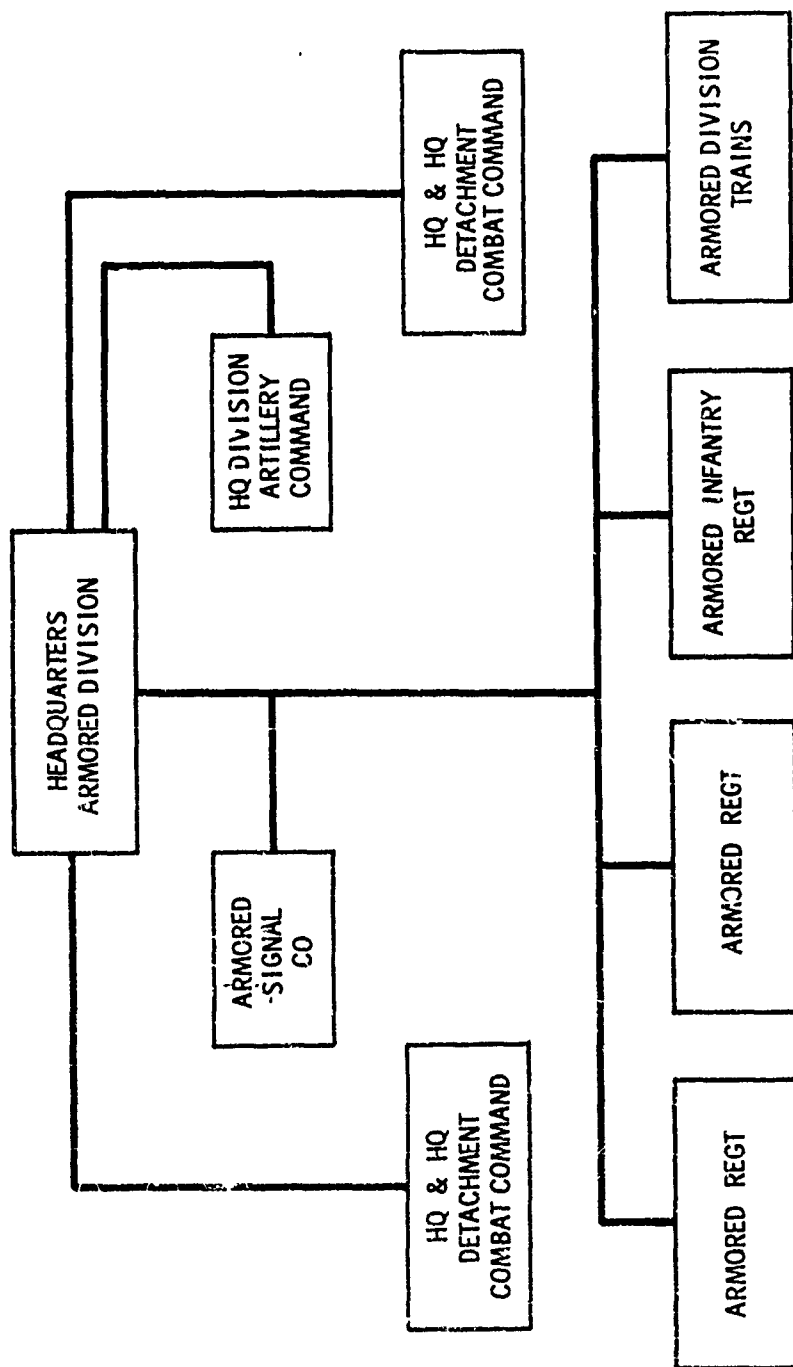 HEADQUARTERS
ARMORED DIVISION
ARMORED
-SIGNAL
CO
HQ DIVISION
ARTILLERY
COMMAND
HQ & HQ
DETACHMENT
COMBAT COMMAND
HQ & HQ
DETACHMENT
COMBAT COMMAND
ARMORED REGT
ARMORED REGT
ARMORED INFANTRY
REGT
ARMORED DIVISION
TRAINS